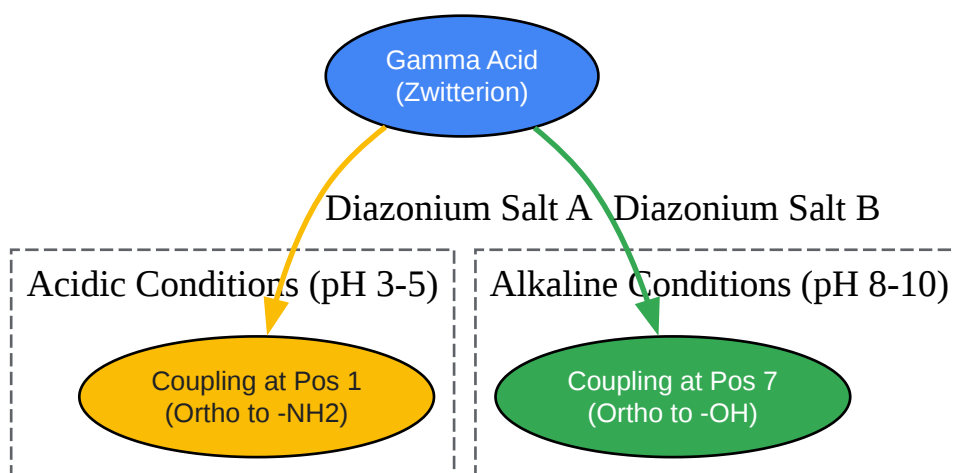 Gamma Acid
(Zwitterion)
Diazonium Salt A
Diazonium Salt B
Acidic Conditions (pH 3-5)
Alkaline Conditions (pH 8-10)
Coupling at Pos 1
(Ortho to -NH2)
Coupling at Pos 7
(Ortho to -OH)